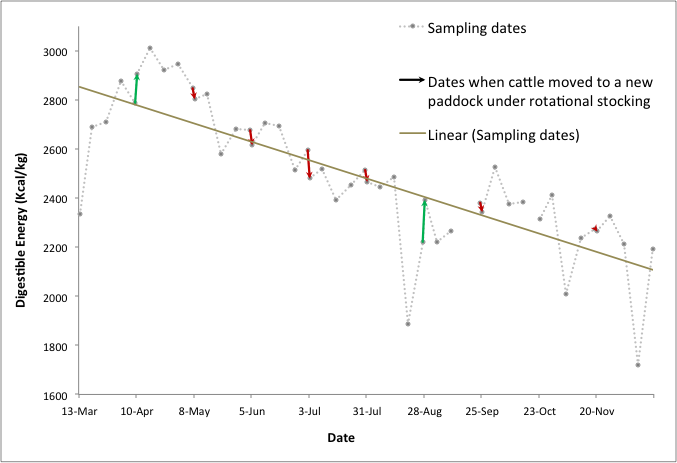 Sampling dates
Dates when cattle moved to a new
paddock under rotational stocking
Linear (Sampling dates)
Digestible Energy (Kcal/kg)
3000
2800
2600
2400
2200
2000
1800
1600
13-Mar 10-Apr 8-May 5-Jun 3-Jul 31-Jul 28-Aug 25-Sep 23-Oct 20-Nov
Date